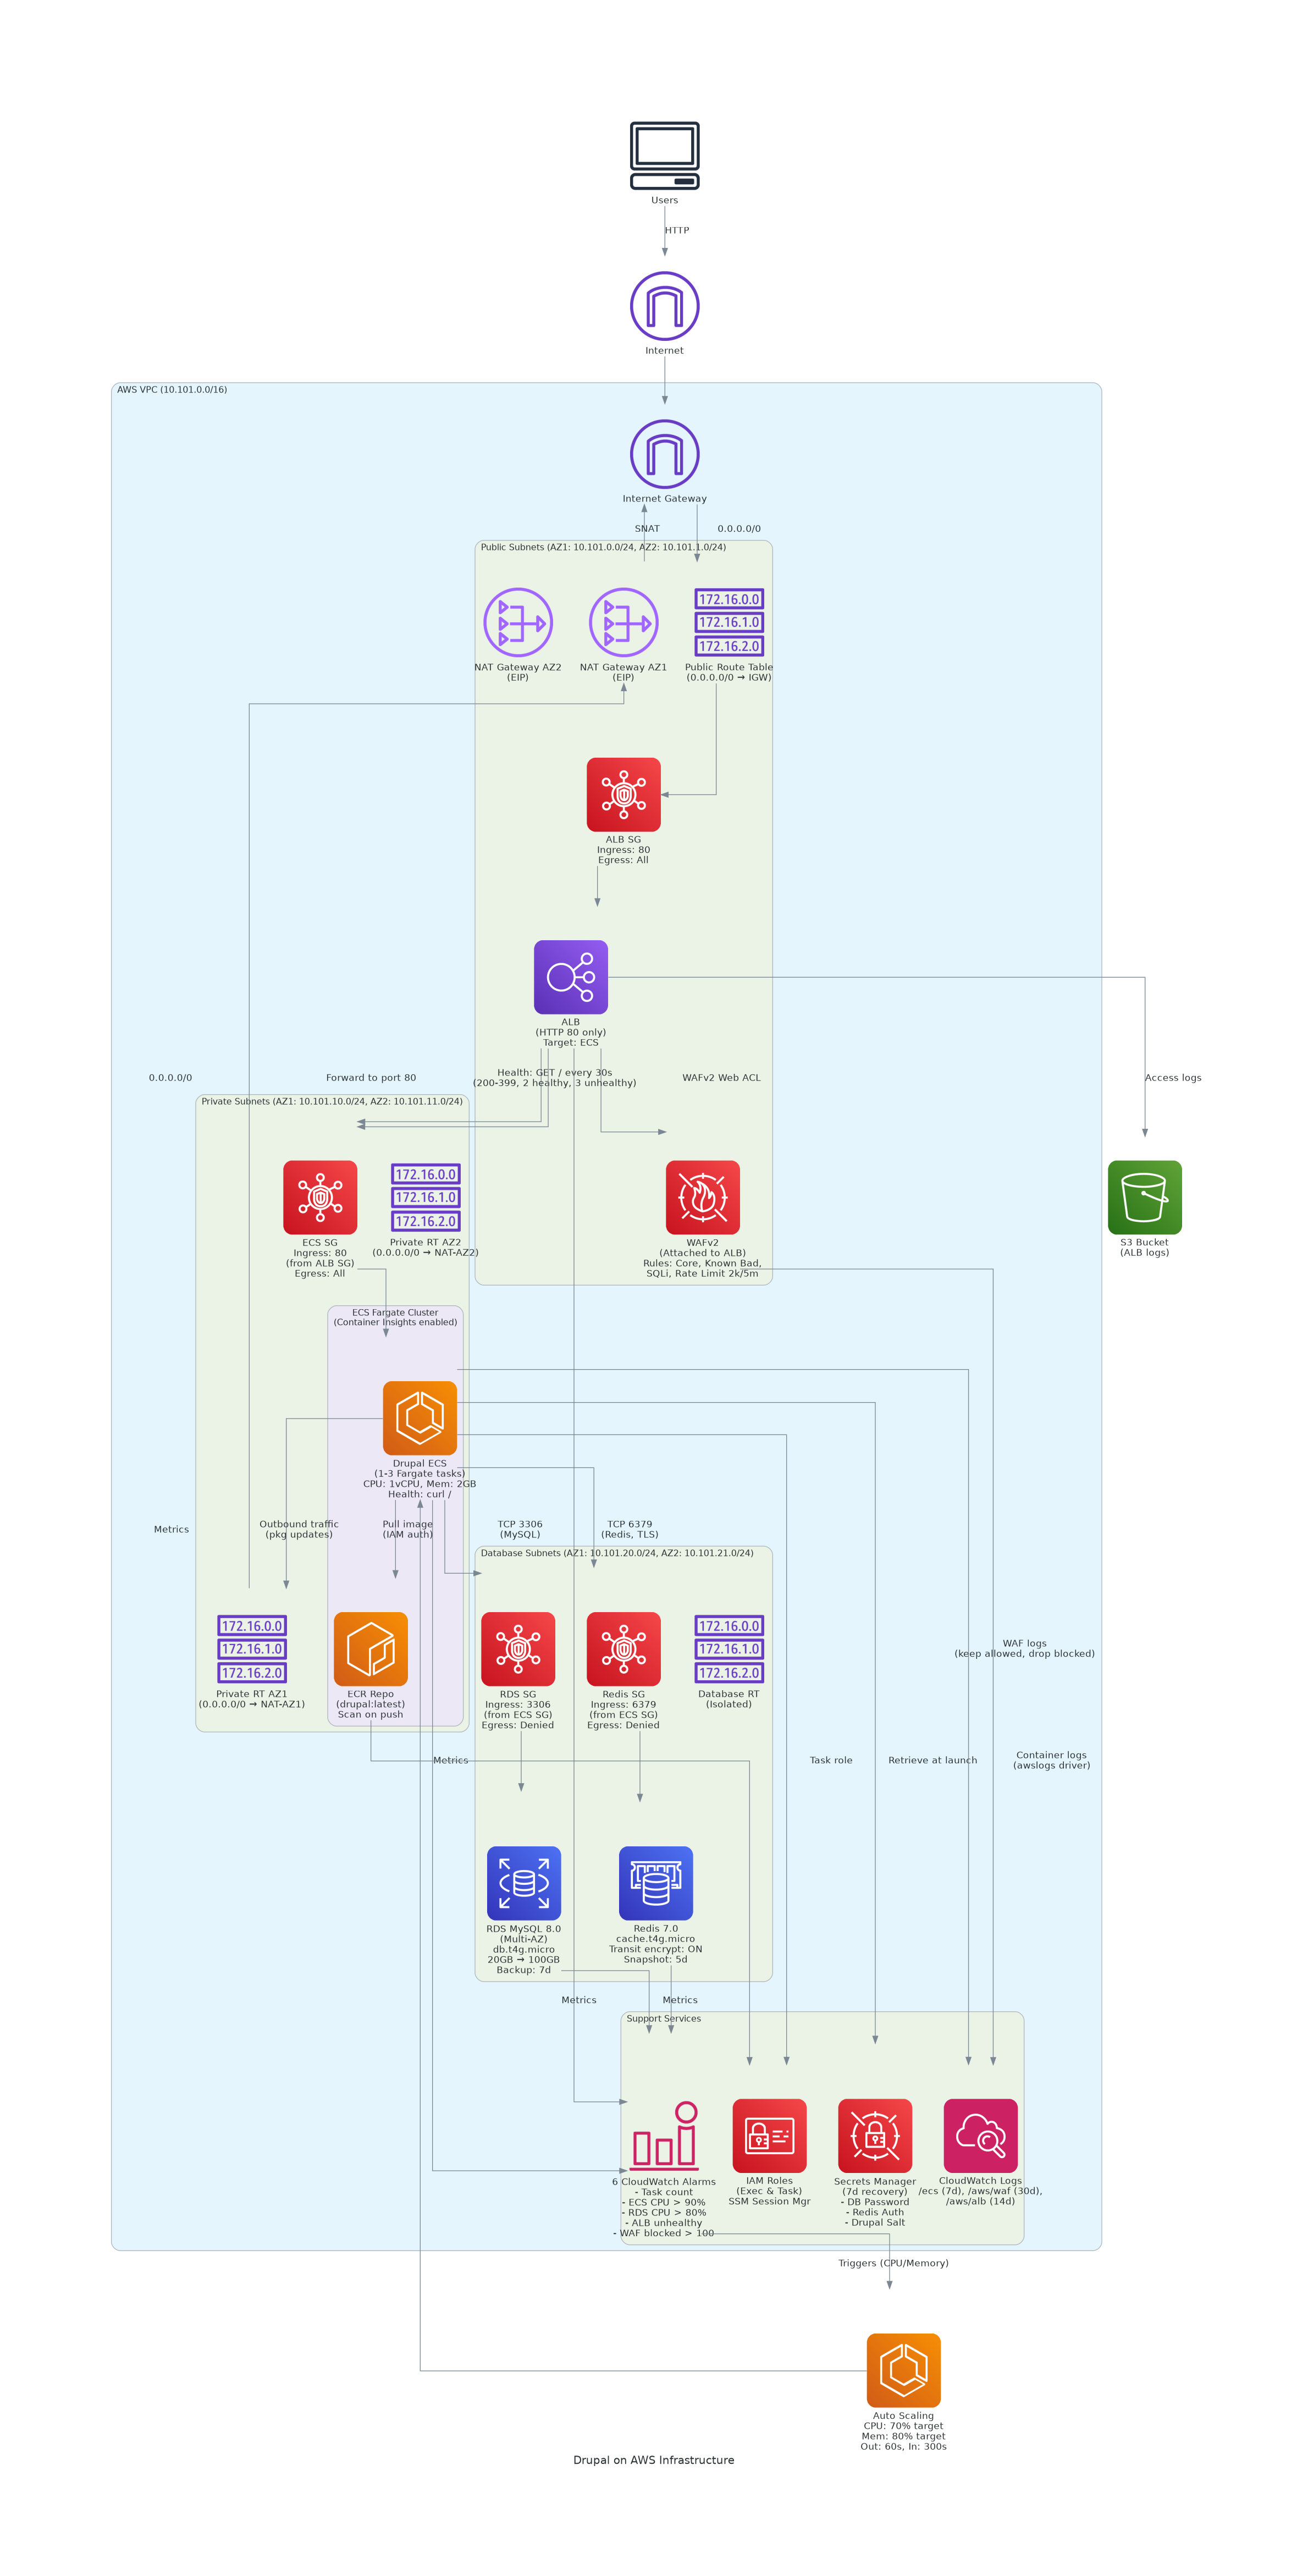 Users
HTTP
Internet
AWS VPC (10.101.0.0/16)
Internet Gateway
SNAT
0.0.0.0/0
Public Subnets (AZ1: 10.101.0.0/24, AZ2: 10.101.1.0/24)
172.16.0.0
172.16.1.0
172.16.2.0
NAT Gateway AZ2
(EIP)
NAT Gateway AZ1
(EIP)
Public Route Table
(0.0.0.0/0 → IGW)
ALB SG
Ingress: 80
Egress: All
ALB
(HTTP 80 only)
Target: ECS
0.0.0.0/0
Forward to port 80
Health: GET / every 30s
(200-399, 2 healthy, 3 unhealthy)
WAFv2 Web ACL
Access logs
Private Subnets (AZ1: 10.101.10.0/24, AZ2: 10.101.11.0/24)
172.16.0.0
172.16.1.0
172.16.2.0
ECS SG
Ingress: 80
(from ALB SG)
Egress: All
Private RT AZ2
(0.0.0.0/0 → NAT-AZ2)
WAFv2
(Attached to ALB)
Rules: Core, Known Bad,
SQLi, Rate Limit 2k/5m
S3 Bucket
(ALB logs)
ECS Fargate Cluster
(Container Insights enabled)
Drupal ECS
(1-3 Fargate tasks)
CPU: 1vCPU, Mem: 2GB
Health: curl /
Metrics
Outbound traffic
(pkg updates)
Pull image
(IAM auth)
TCP 3306
(MySQL)
TCP 6379
(Redis, TLS)
Database Subnets (AZ1: 10.101.20.0/24, AZ2: 10.101.21.0/24)
172.16.0.0
172.16.1.0
172.16.2.0
172.16.0.0
172.16.1.0
172.16.2.0
Private RT AZ1
(0.0.0.0/0 → NAT-AZ1)
ECR Repo
(drupal:latest)
Scan on push
RDS SG
Ingress: 3306
(from ECS SG)
Egress: Denied
Redis SG
Ingress: 6379
(from ECS SG)
Egress: Denied
Database RT
(Isolated)
WAF logs
(keep allowed, drop blocked)
Metrics
Task role
Retrieve at launch
Container logs
(awslogs driver)
RDS MySQL 8.0
(Multi-AZ)
db.t4g.micro
20GB → 100GB
Backup: 7d
Redis 7.0
cache.t4g.micro
Transit encrypt: ON
Snapshot: 5d
Metrics
Metrics
Support Services
6 CloudWatch Alarms
- Task count
- ECS CPU > 90%
- RDS CPU > 80%
- ALB unhealthy
- WAF blocked > 100
IAM Roles
(Exec & Task)
SSM Session Mgr
Secrets Manager
(7d recovery)
- DB Password
- Redis Auth
- Drupal Salt
CloudWatch Logs
/ecs (7d), /aws/waf (30d),
/aws/alb (14d)
Triggers (CPU/Memory)
Auto Scaling
CPU: 70% target
Mem: 80% target
Out: 60s, In: 300s
Drupal on AWS Infrastructure